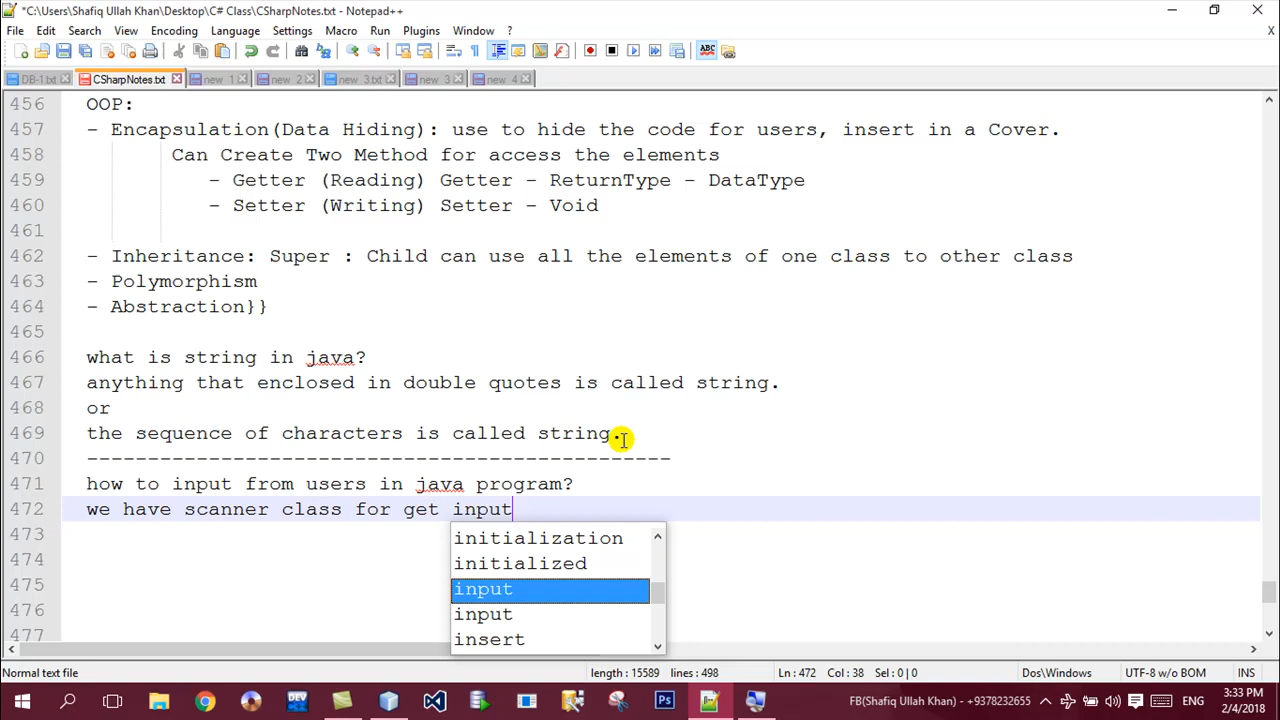 *C:\Users\Shafiq Ullah Khan\Desktop\C# Class\CSharpNotes.txt - Notepad++
File Edit Search View Encoding Language Settings Macro Run Plugins Window ? X
ABC
DB-1.txt CSharpNotes.txt new 1 new 2 new 3.txt new 3 new 4
456 OOP:
457 - Encapsulation(Data Hiding): use to hide the code for users, insert in a Cover.
458 Can Create Two Method for access the elements
459 - Getter (Reading) Getter - ReturnType - DataType
460 - Setter (Writing) Setter - Void
461
462 - Inheritance: Super : Child can use all the elements of one class to other class
463 - Polymorphism
464 - Abstraction}}
465
466 what is string in java?
467 anything that enclosed in double quotes is called string.
468 or
469 the sequence of characters is called string.
470 ------------------------------------------------
471 how to input from users in java program?
472 we have scanner class for get input
473 initialization
474 initialized
475 input
476 input
477 insert
Normal text file length : 15589 lines : 498 Ln : 472 Col : 38 Sel : 0 | 0 Dos\Windows UTF-8 w/o BOM INS
DEV Ps FB(Shafiq Ullah Khan) - +9378232655 ENG 3:33 PM
2/4/2018